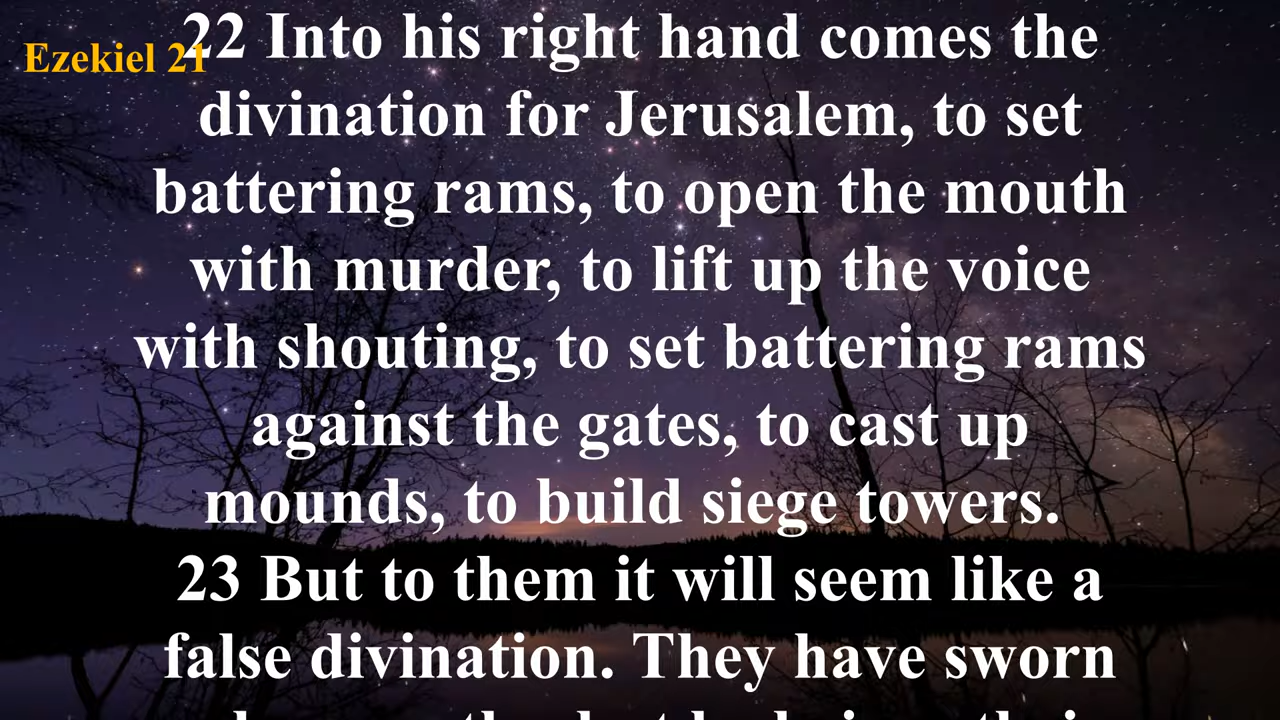 Ezekiel 21
22 Into his right hand comes the
divination for Jerusalem, to set
battering rams, to open the mouth
with murder, to lift up the voice
with shouting, to set battering rams
against the gates, to cast up
mounds, to build siege towers.
23 But to them it will seem like a
false divination. They have sworn